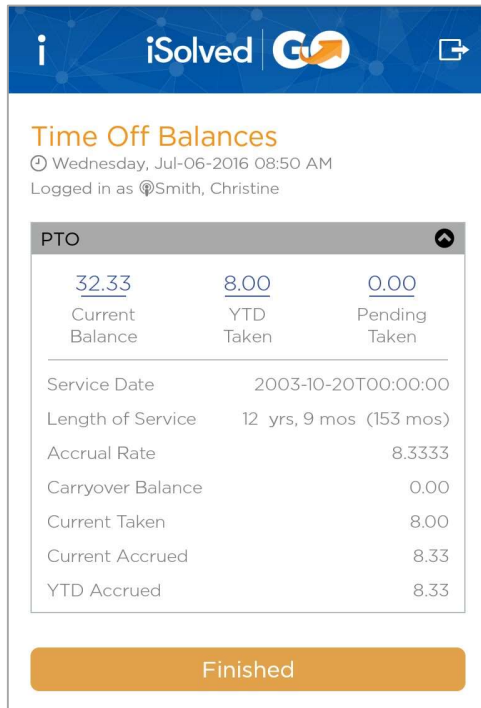 i iSolved GO
Time Off Balances
Wednesday, Jul-06-2016 08:50 AM
Logged in as Smith, Christine
PTO
32.33 8.00 0.00
Current YTD Pending
Balance Taken Taken
Service Date 2003-10-20T00:00:00
Length of Service 12 yrs, 9 mos (153 mos)
Accrual Rate 8.3333
Carryover Balance 0.00
Current Taken 8.00
Current Accrued 8.33
YTD Accrued 8.33
Finished